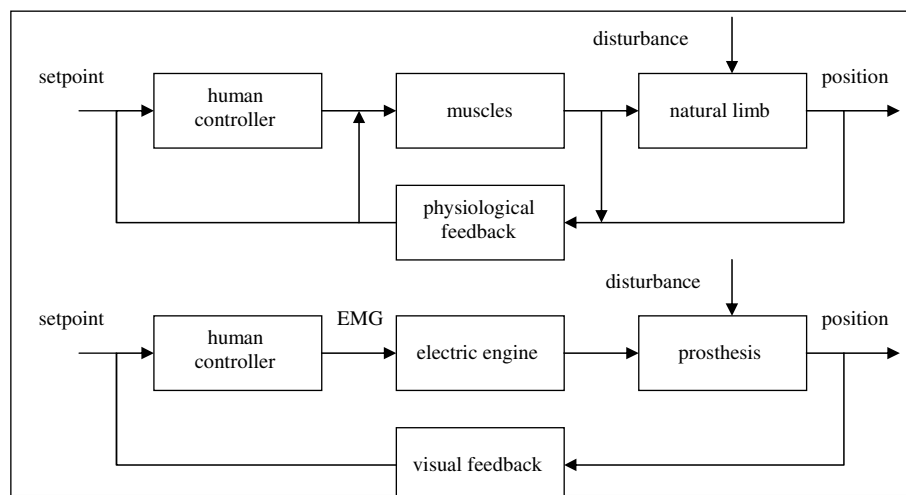 disturbance
setpoint
position
human
controller
muscles
natural limb
physiological
feedback
disturbance
setpoint
EMG
position
human
controller
electric engine
prosthesis
visual feedback